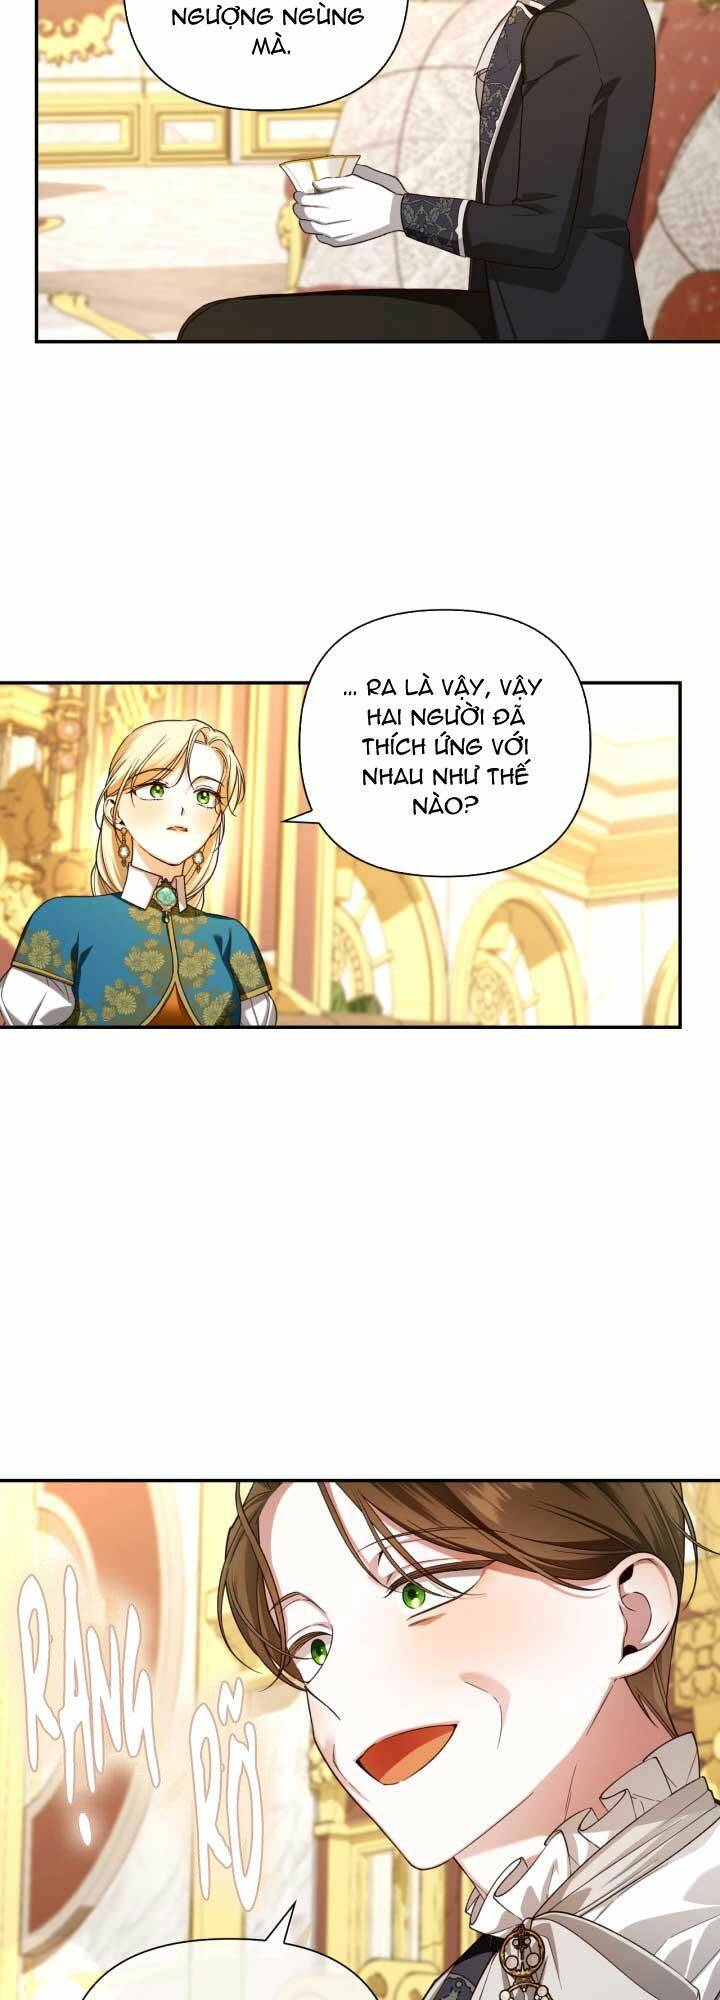 NGƯỢNG NGÙNG
MÀ.
... RA LÀ VẬY, VẬY
HAI NGƯỜI ĐÃ
THÍCH ỨNG VỚI
NHAU NHƯ THẾ
NÀO?
RẠNG
RỠ